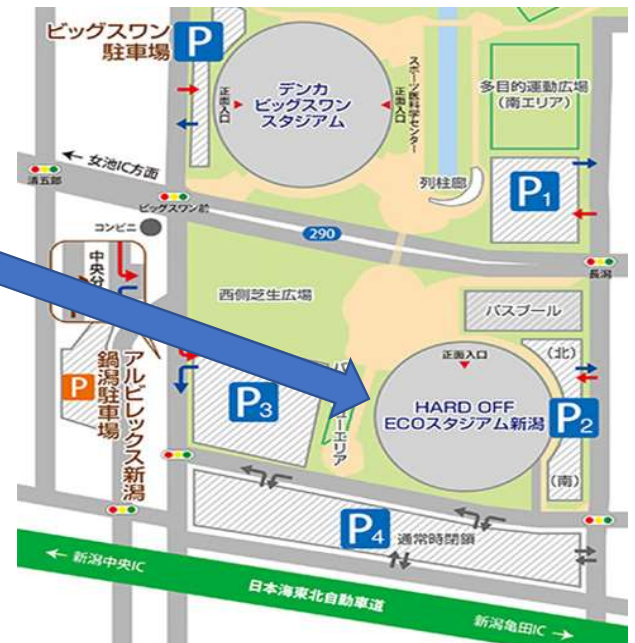 ビッグスワン
駐車場
P
デンカ
ビッグスワン
スタジアム
正面入口
正面入口
スポーツ医科学センター
多目的運動広場
(南エリア)
← 女池IC方面
清五郎
ビッグスワン前
コンビニ
列柱廊
P1
290
長潟
中央分
西側芝生広場
バスプール
正面入口
(北)
HARD OFF
ECOスタジアム新潟
P2
(南)
P3
ューエリア
P
アルビレックス新潟
鍋潟駐車場
P4
通常時閉鎖
← 新潟中央IC
日本海東北自動車道
新潟亀田IC →